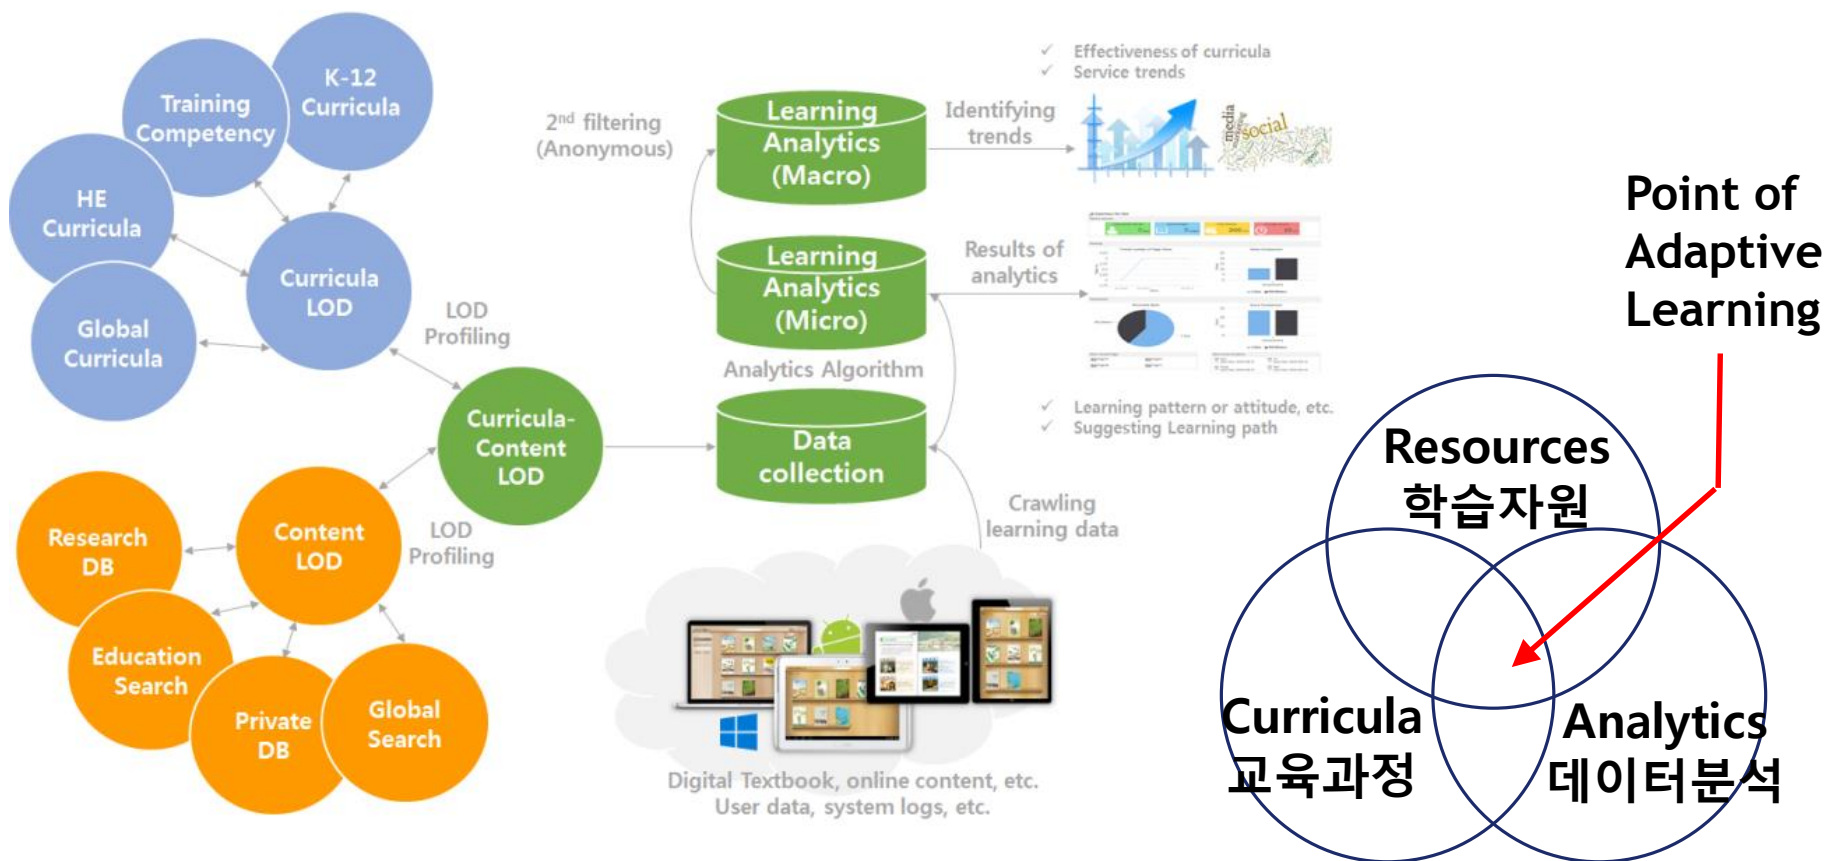 K-12
Curricula
Training
Competency
HE
Curricula
Global
Curricula
Curricula
LOD
LOD
Profiling
Curricula-
Content
LOD
LOD
Profiling
Content
LOD
Research
DB
Education
Search
Private
DB
Global
Search
2nd filtering
(Anonymous)
Learning
Analytics
(Macro)
Identifying
trends
✓ Effectiveness of curricula
✓ Service trends
media
social
Learning
Analytics
(Micro)
Results of
analytics
Analytics Algorithm
Data
collection
✓ Learning pattern or attitude, etc.
✓ Suggesting Learning path
Crawling
learning data
Digital Textbook, online content, etc.
User data, system logs, etc.
Point of
Adaptive
Learning
Resources
학습자원
Curricula
교육과정
Analytics
데이터분석